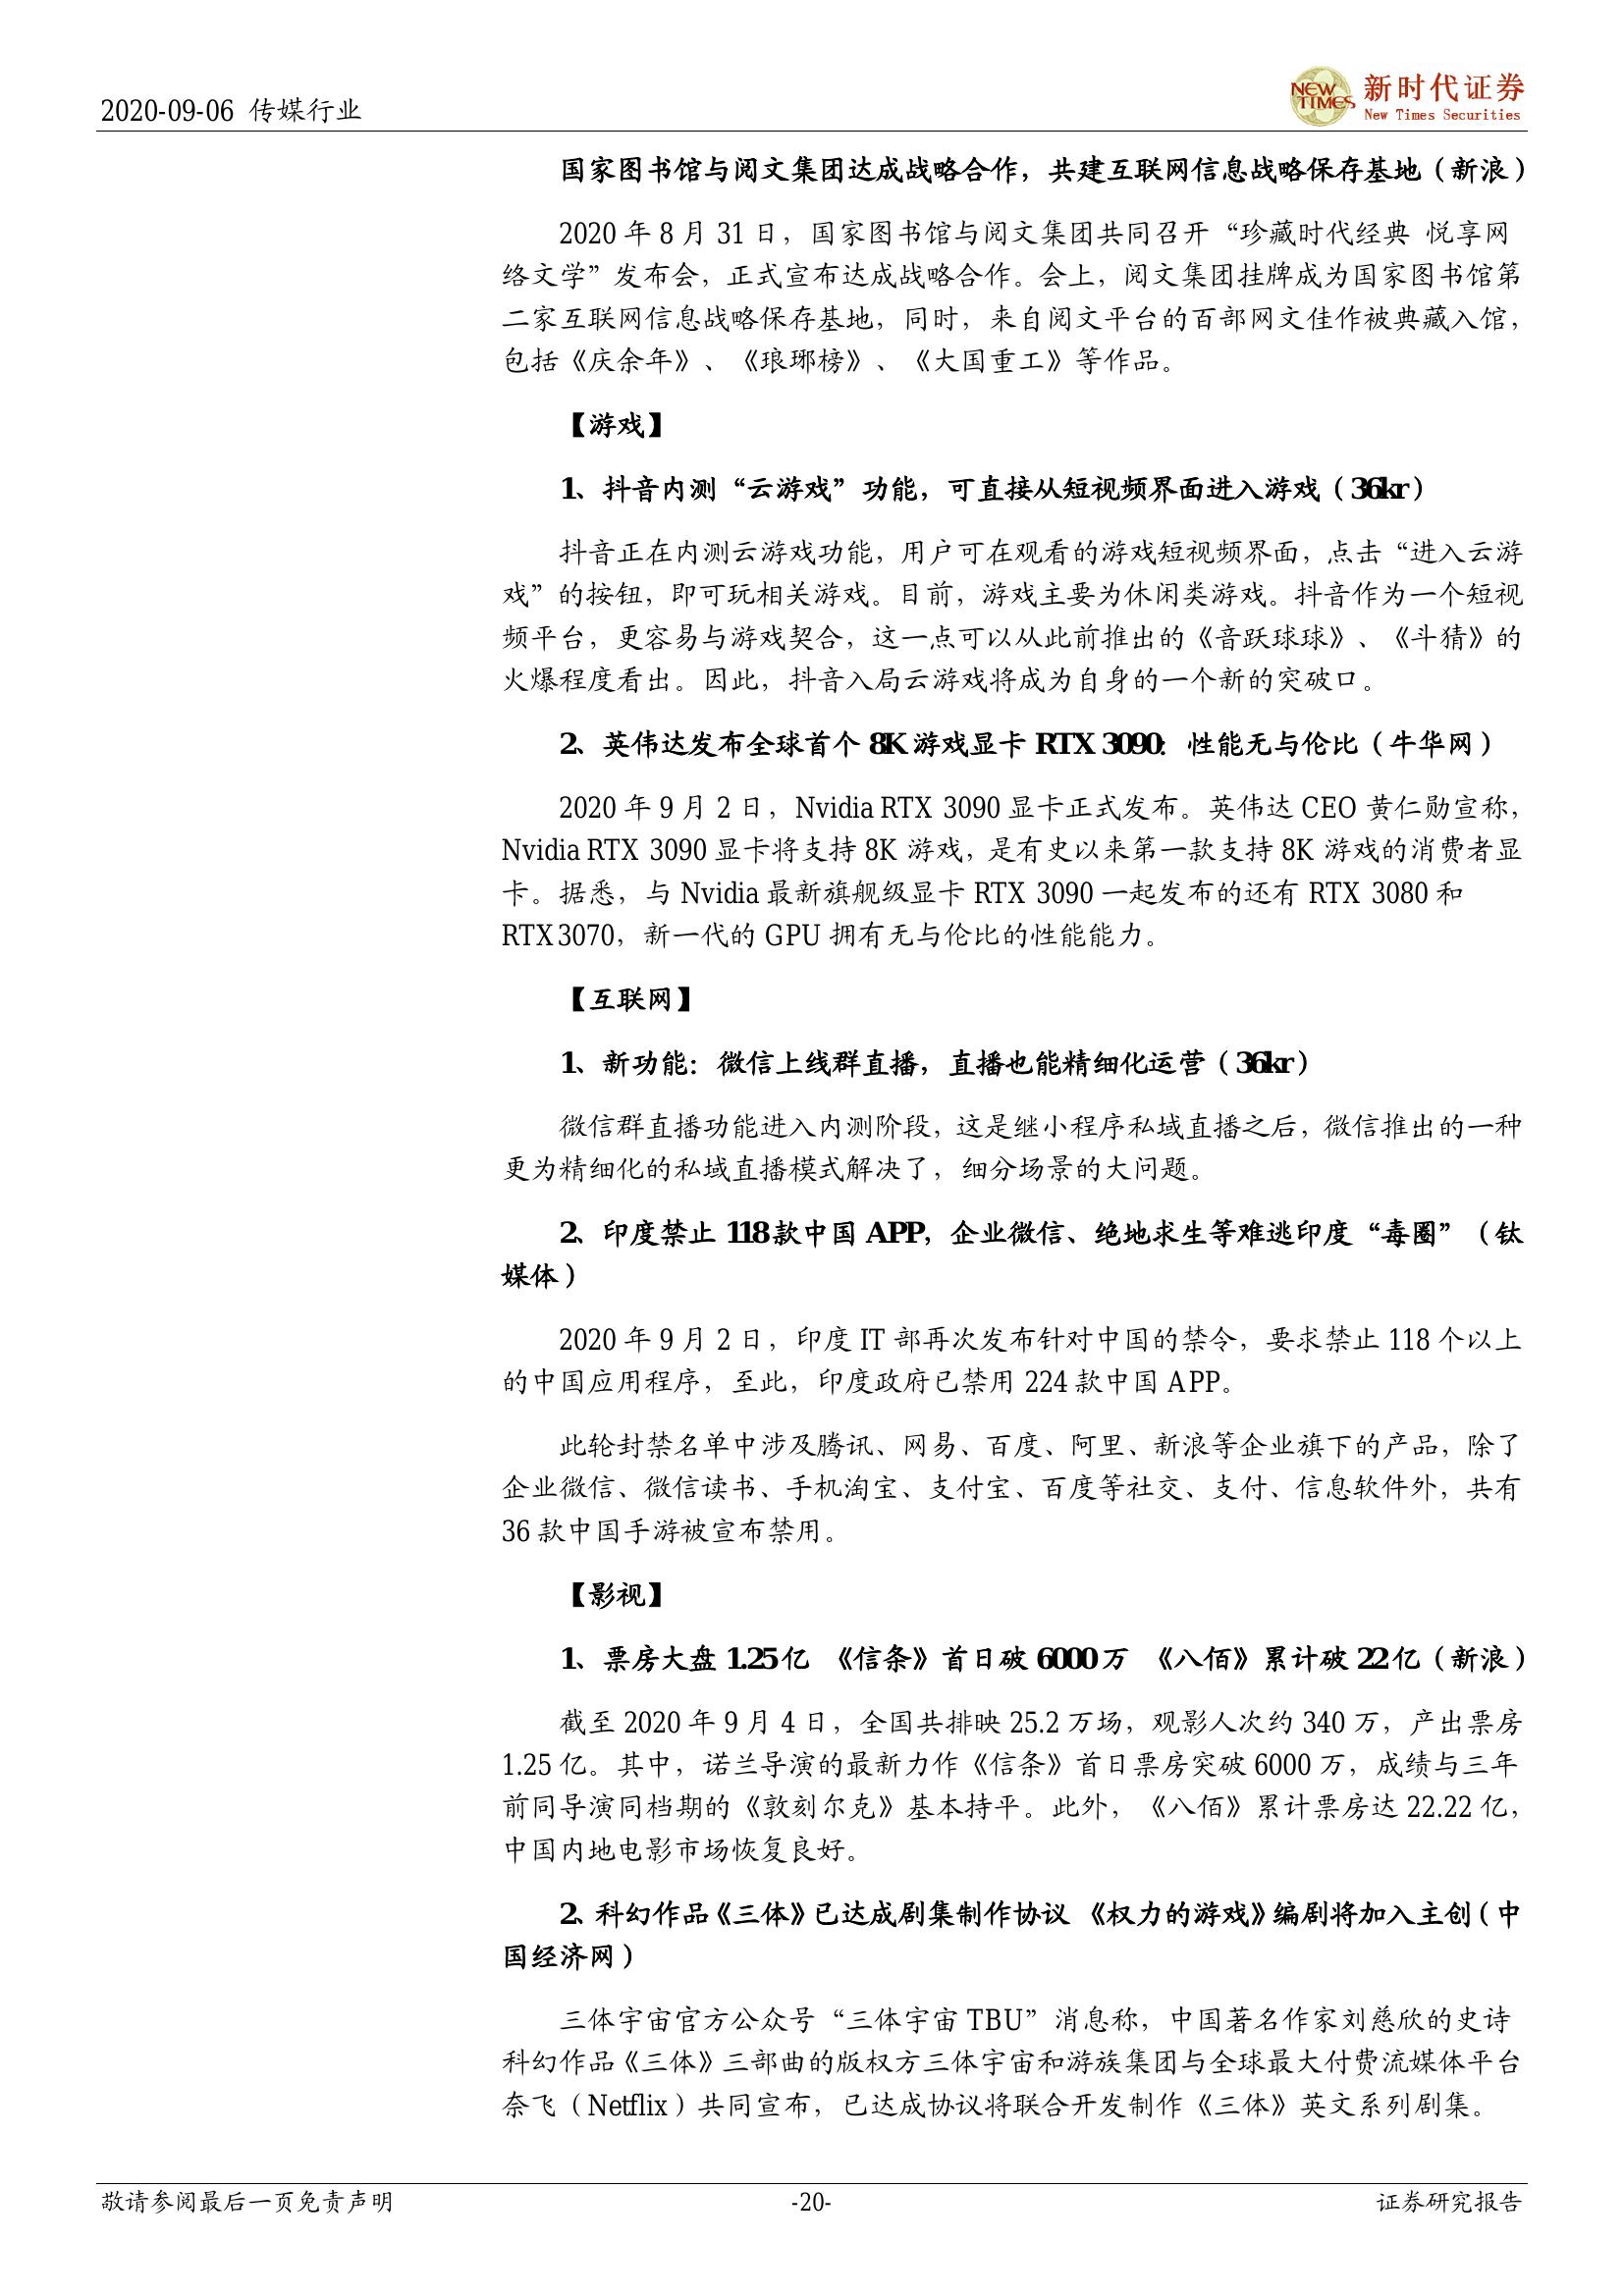 2020-09-06 传媒行业
NEW TIMES 新时代证券
New Times Securities
国家图书馆与阅文集团达成战略合作，共建互联网信息战略保存基地（新浪）
2020 年 8 月 31 日，国家图书馆与阅文集团共同召开“珍藏时代经典 悦享网
络文学”发布会，正式宣布达成战略合作。会上，阅文集团挂牌成为国家图书馆第
二家互联网信息战略保存基地，同时，来自阅文平台的百部网文佳作被典藏入馆，
包括《庆余年》、《琅琊榜》、《大国重工》等作品。
【游戏】
1、抖音内测“云游戏”功能，可直接从短视频界面进入游戏（36kr）
抖音正在内测云游戏功能，用户可在观看的游戏短视频界面，点击“进入云游
戏”的按钮，即可玩相关游戏。目前，游戏主要为休闲类游戏。抖音作为一个短视
频平台，更容易与游戏契合，这一点可以从此前推出的《音跃球球》、《斗猜》的
火爆程度看出。因此，抖音入局云游戏将成为自身的一个新的突破口。
2、英伟达发布全球首个 8K 游戏显卡 RTX 3090：性能无与伦比（牛华网）
2020 年 9 月 2 日，Nvidia RTX 3090 显卡正式发布。英伟达 CEO 黄仁勋宣称，
Nvidia RTX 3090 显卡将支持 8K 游戏，是有史以来第一款支持 8K 游戏的消费者显
卡。据悉，与 Nvidia 最新旗舰级显卡 RTX 3090 一起发布的还有 RTX 3080 和
RTX3070，新一代的 GPU 拥有无与伦比的性能能力。
【互联网】
1、新功能：微信上线群直播，直播也能精细化运营（36kr）
微信群直播功能进入内测阶段，这是继小程序私域直播之后，微信推出的一种
更为精细化的私域直播模式解决了，细分场景的大问题。
2、印度禁止 118 款中国 APP，企业微信、绝地求生等难逃印度“毒圈”（钛
媒体）
2020 年 9 月 2 日，印度 IT 部再次发布针对中国的禁令，要求禁止 118 个以上
的中国应用程序，至此，印度政府已禁用 224 款中国 APP。
此轮封禁名单中涉及腾讯、网易、百度、阿里、新浪等企业旗下的产品，除了
企业微信、微信读书、手机淘宝、支付宝、百度等社交、支付、信息软件外，共有
36 款中国手游被宣布禁用。
【影视】
1、票房大盘 1.25 亿 《信条》首日破 6000 万 《八佰》累计破 22 亿（新浪）
截至 2020 年 9 月 4 日，全国共排映 25.2 万场，观影人次约 340 万，产出票房
1.25 亿。其中，诺兰导演的最新力作《信条》首日票房突破 6000 万，成绩与三年
前同导演同档期的《敦刻尔克》基本持平。此外，《八佰》累计票房达 22.22 亿，
中国内地电影市场恢复良好。
2、科幻作品《三体》已达成剧集制作协议 《权力的游戏》编剧将加入主创（中
国经济网）
三体宇宙官方公众号“三体宇宙 TBU”消息称，中国著名作家刘慈欣的史诗
科幻作品《三体》三部曲的版权方三体宇宙和游族集团与全球最大付费流媒体平台
奈飞（Netflix）共同宣布，已达成协议将联合开发制作《三体》英文系列剧集。
敬请参阅最后一页免责声明
-20-
证券研究报告